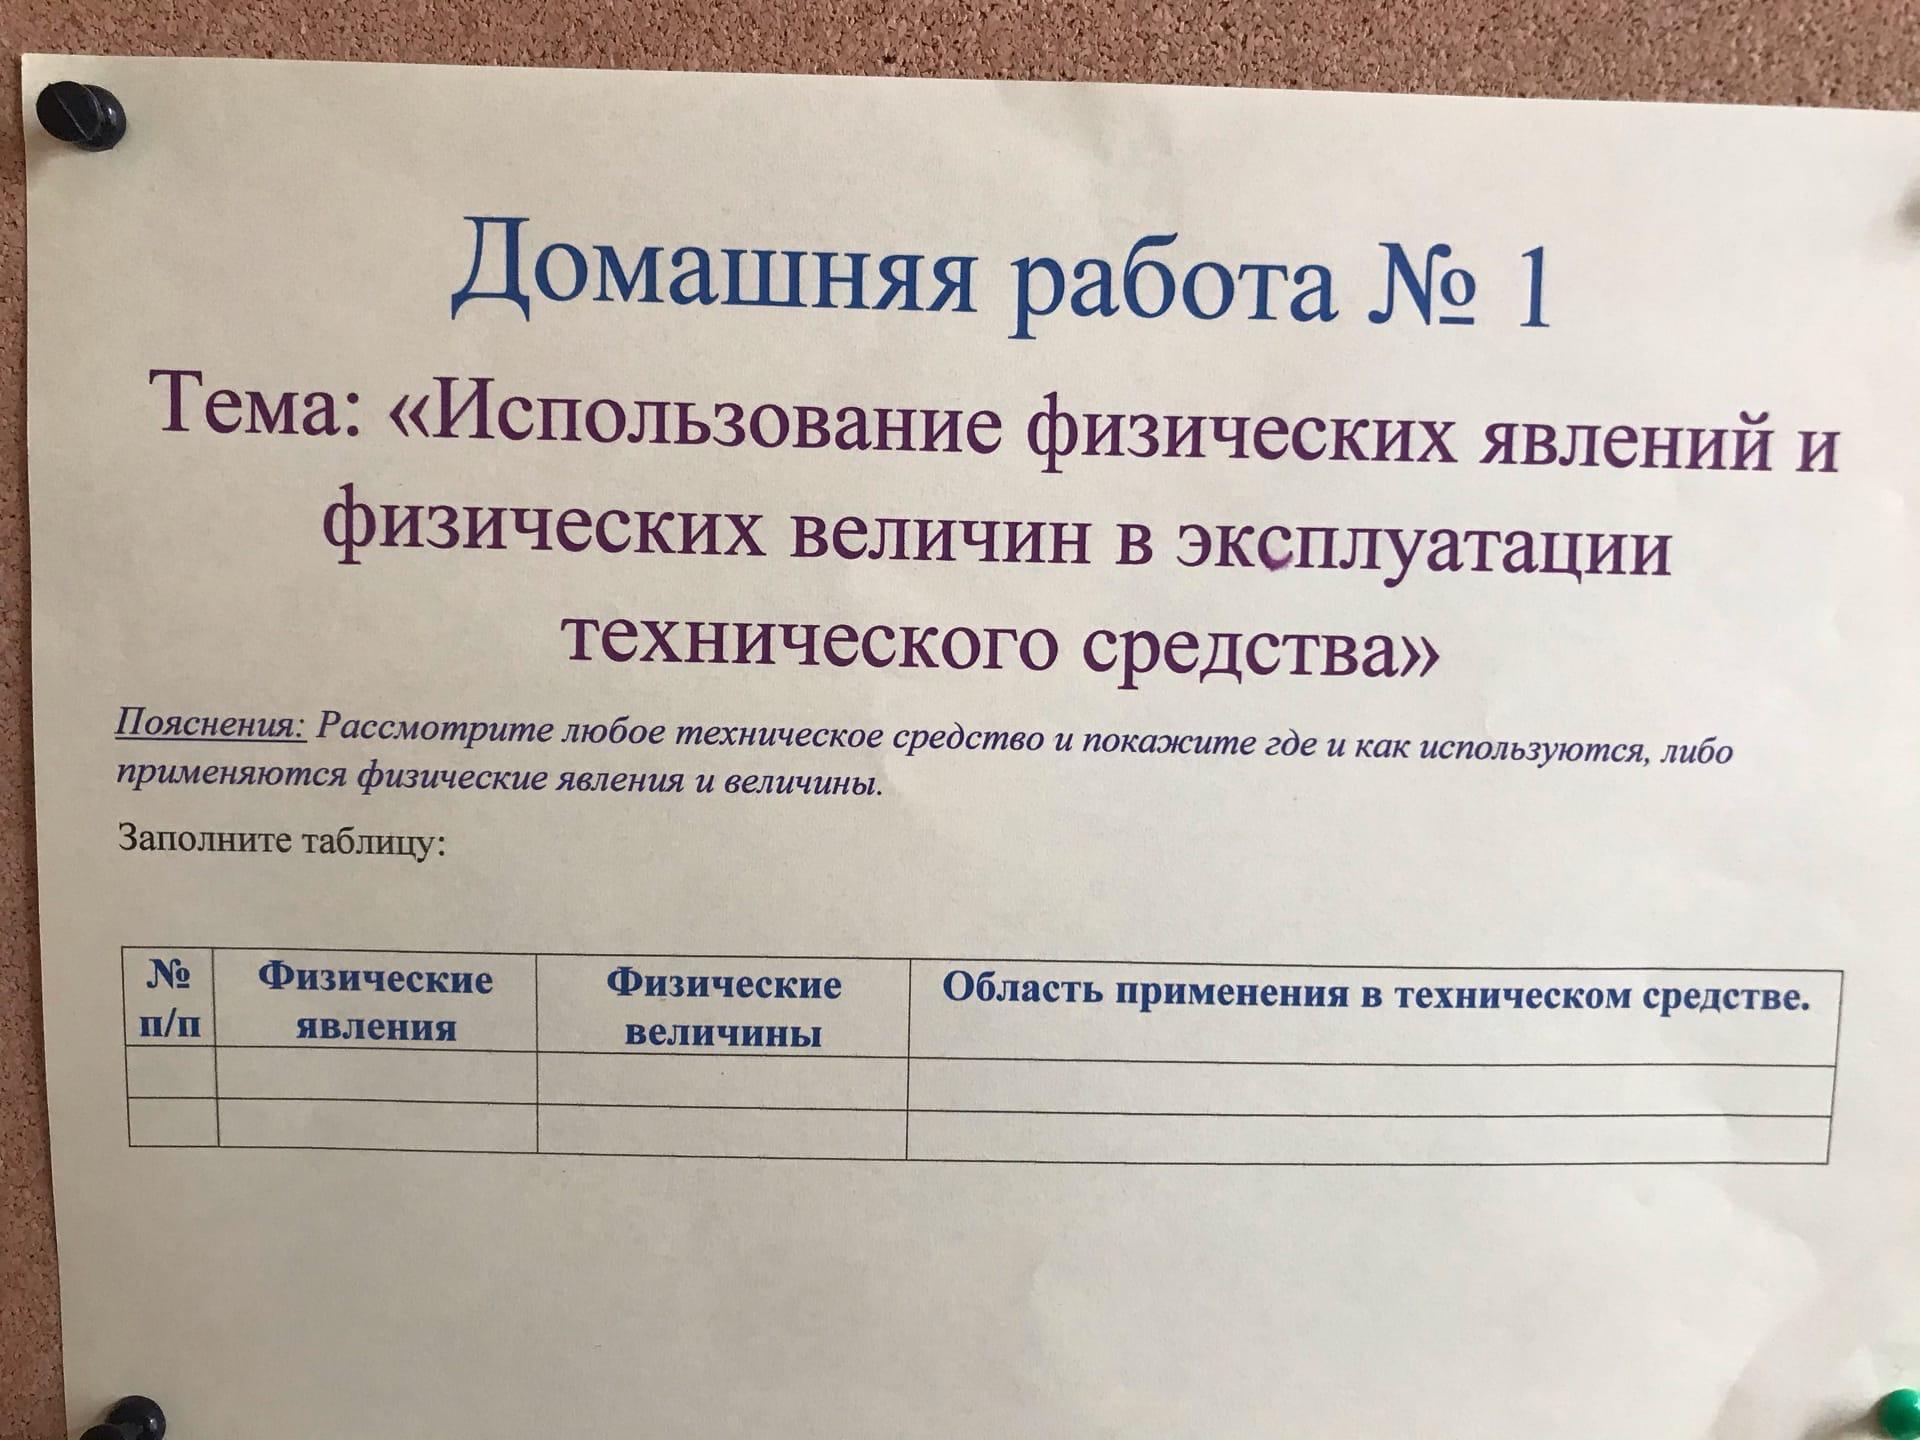 Домашняя работа № 1
Тема: «Использование физических явлений и
физических величин в эксплуатации
технического средства»
Пояснения: Рассмотрите любое техническое средство и покажите где и как используются, либо
применяются физические явления и величины.
Заполните таблицу:
№ п/п
Физические явления
Физические величины
Область применения в техническом средстве.